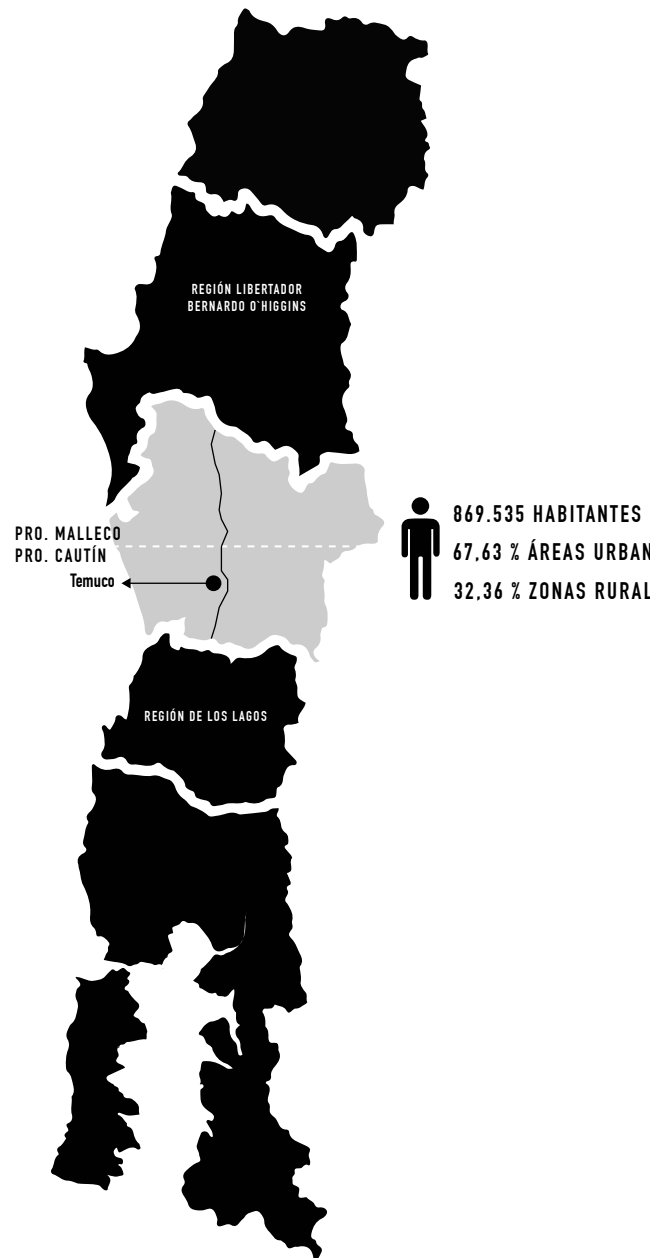 REGIÓN LIBERTADOR
BERNARDO O`HIGGINS
PRO. MALLECO
PRO. CAUTÍN
Temuco
869.535 HABITANTES
67,63 % ÁREAS URBAN
32,36 % ZONAS RURAL
REGIÓN DE LOS LAGOS